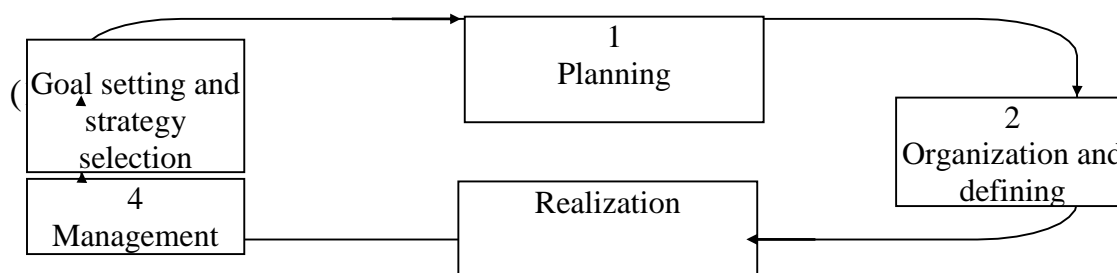 (
Goal setting and
strategy
selection
1
Planning
2
Organization and
defining
Realization
4
Management